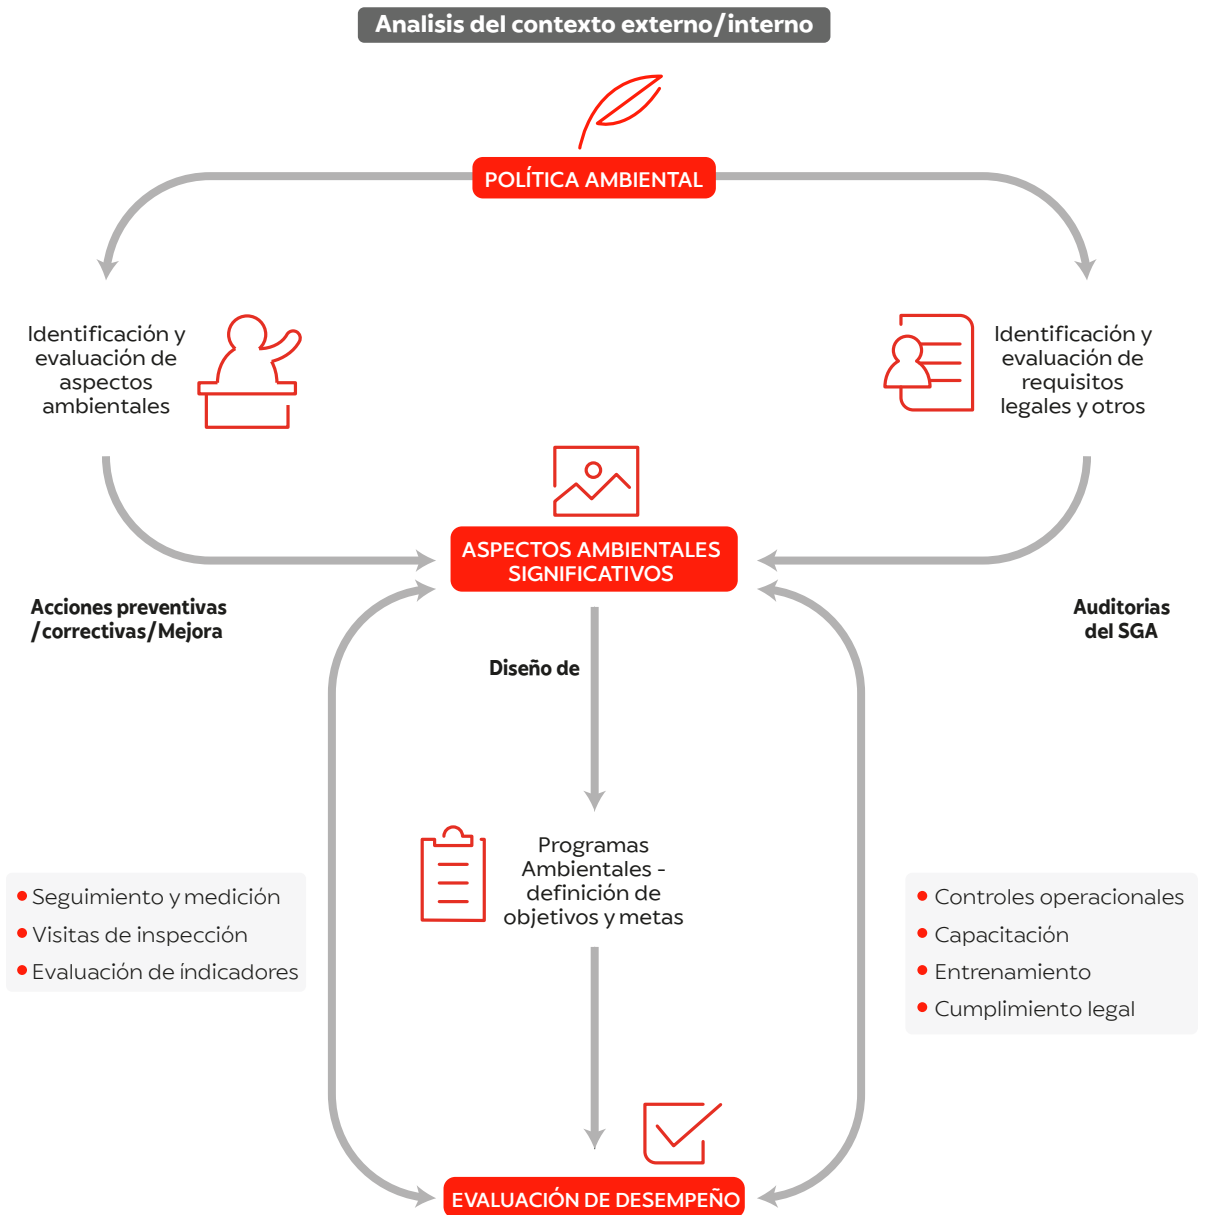 Analisis del contexto externo/interno
POLÍTICA AMBIENTAL
Identificación y
evaluación de
aspectos
ambientales
Identificación y
evaluación de
requisitos
legales y otros
ASPECTOS AMBIENTALES
SIGNIFICATIVOS
Acciones preventivas
/correctivas/Mejora
Auditorias
del SGA
Diseño de
Programas
Ambientales -
definición de
objetivos y metas
Seguimiento y medición
Visitas de inspección
Evaluación de índicadores
Controles operacionales
Capacitación
Entrenamiento
Cumplimiento legal
EVALUACIÓN DE DESEMPEÑO